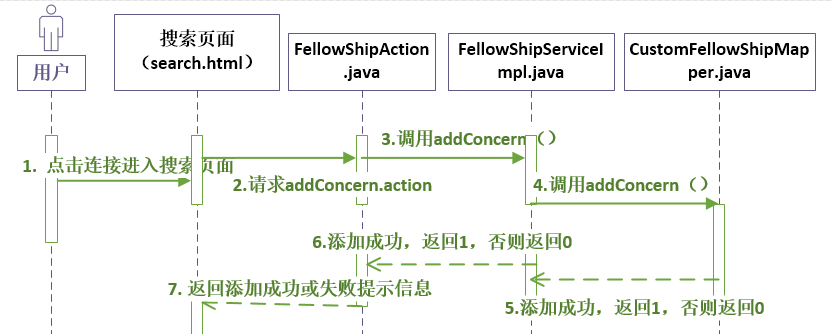 用户
搜索页面
（search.html）
FellowShipAction
.java
FellowShipServiceI
mpl.java
CustomFellowShipMap
per.java
1. 点击连接进入搜索页面
2.请求addConcern.action
3.调用addConcern（）
4.调用addConcern（）
5.添加成功，返回1，否则返回0
6.添加成功，返回1，否则返回0
7. 返回添加成功或失败提示信息